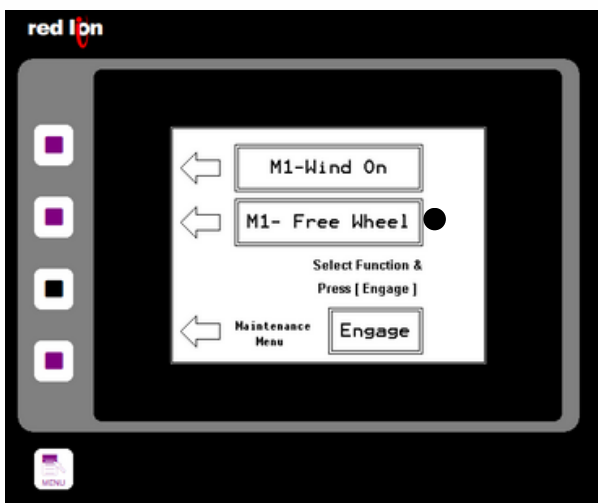 red lion
M1-Wind On
M1- Free Wheel
Select Function &
Press [ Engage ]
Maintenance
Menu
Engage
MENU